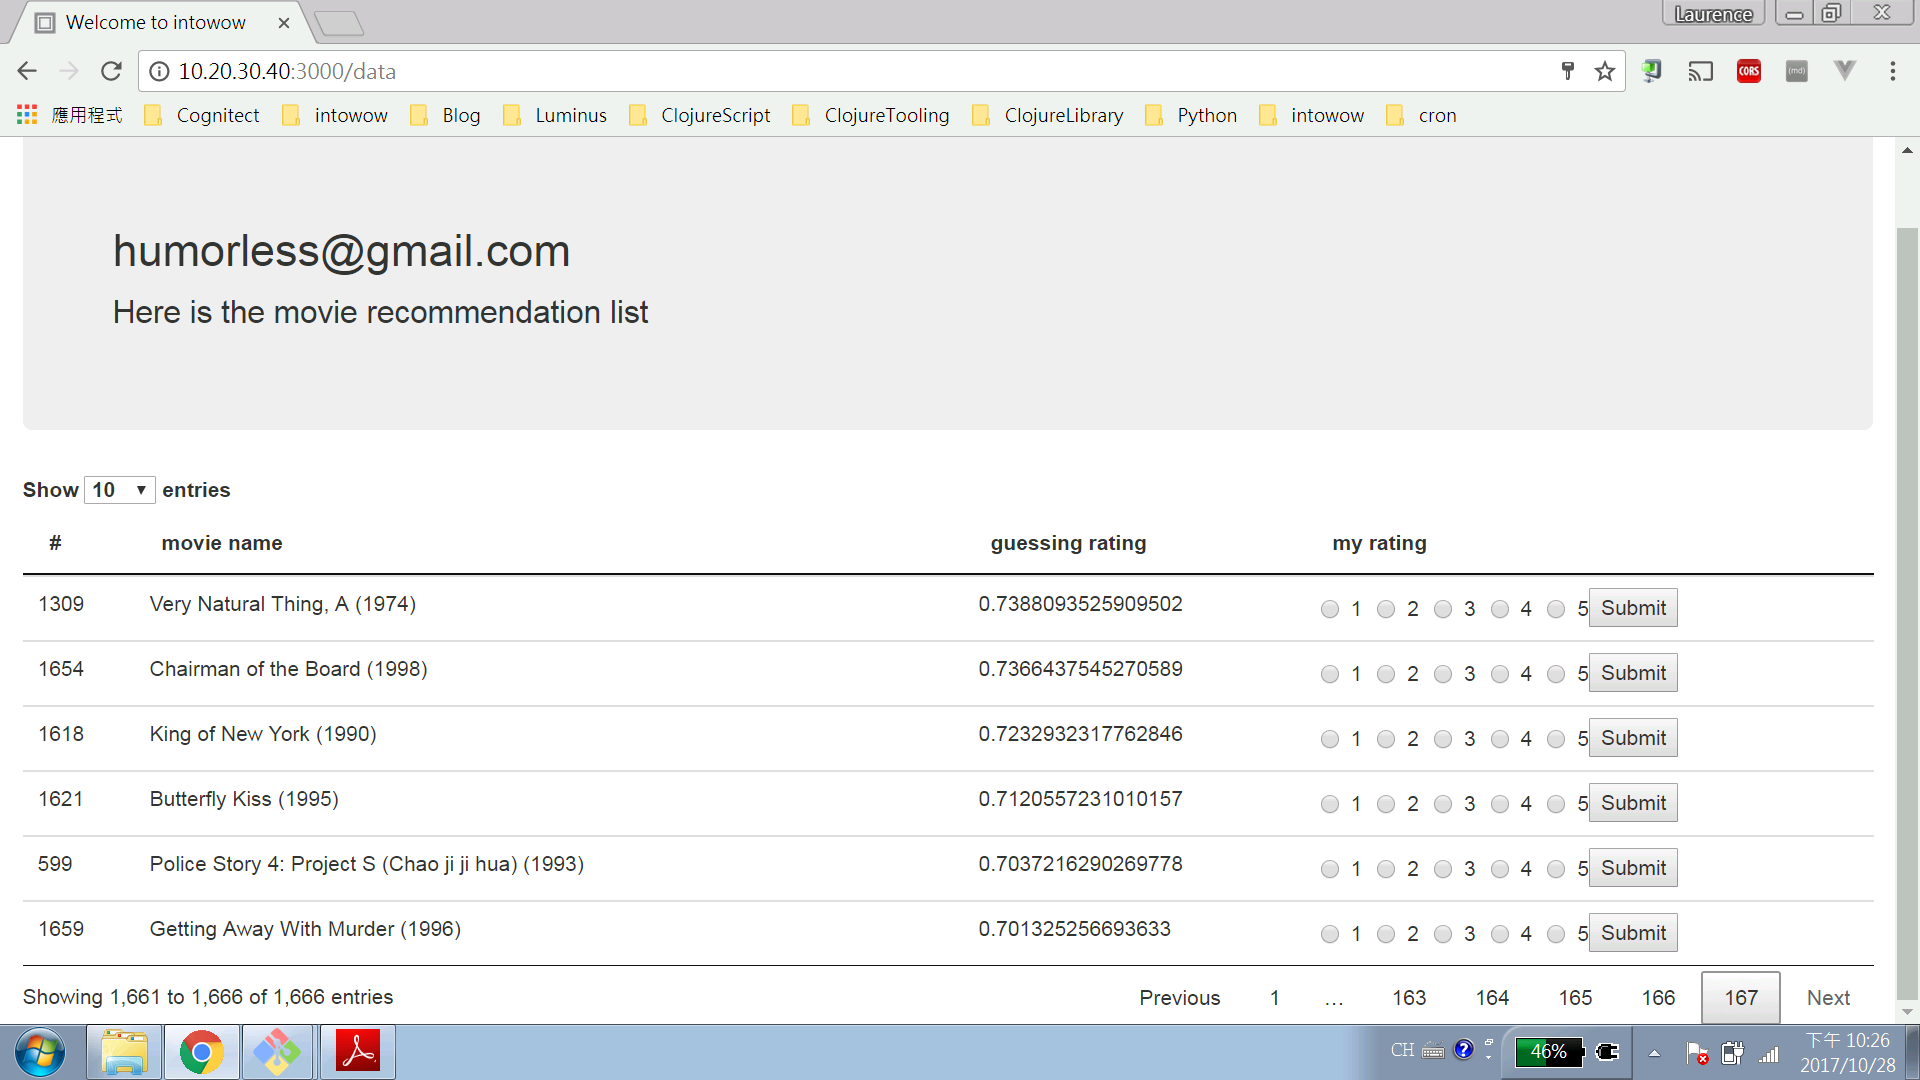 Welcome to intowow
Laurence
10.20.30.40:3000/data
CORS
(md)
應用程式 Cognitect intowow Blog Luminus ClojureScript ClojureTooling ClojureLibrary Python intowow cron
humorless@gmail.com
Here is the movie recommendation list
Show 10 entries
# movie name guessing rating my rating
1309 Very Natural Thing, A (1974) 0.7388093525909502 1 2 3 4 5 Submit
1654 Chairman of the Board (1998) 0.7366437545270589 1 2 3 4 5 Submit
1618 King of New York (1990) 0.7232932317762846 1 2 3 4 5 Submit
1621 Butterfly Kiss (1995) 0.7120557231010157 1 2 3 4 5 Submit
599 Police Story 4: Project S (Chao ji ji hua) (1993) 0.7037216290269778 1 2 3 4 5 Submit
1659 Getting Away With Murder (1996) 0.701325256693633 1 2 3 4 5 Submit
Showing 1,661 to 1,666 of 1,666 entries Previous 1 … 163 164 165 166 167 Next
CH 46% 下午 10:26
2017/10/28